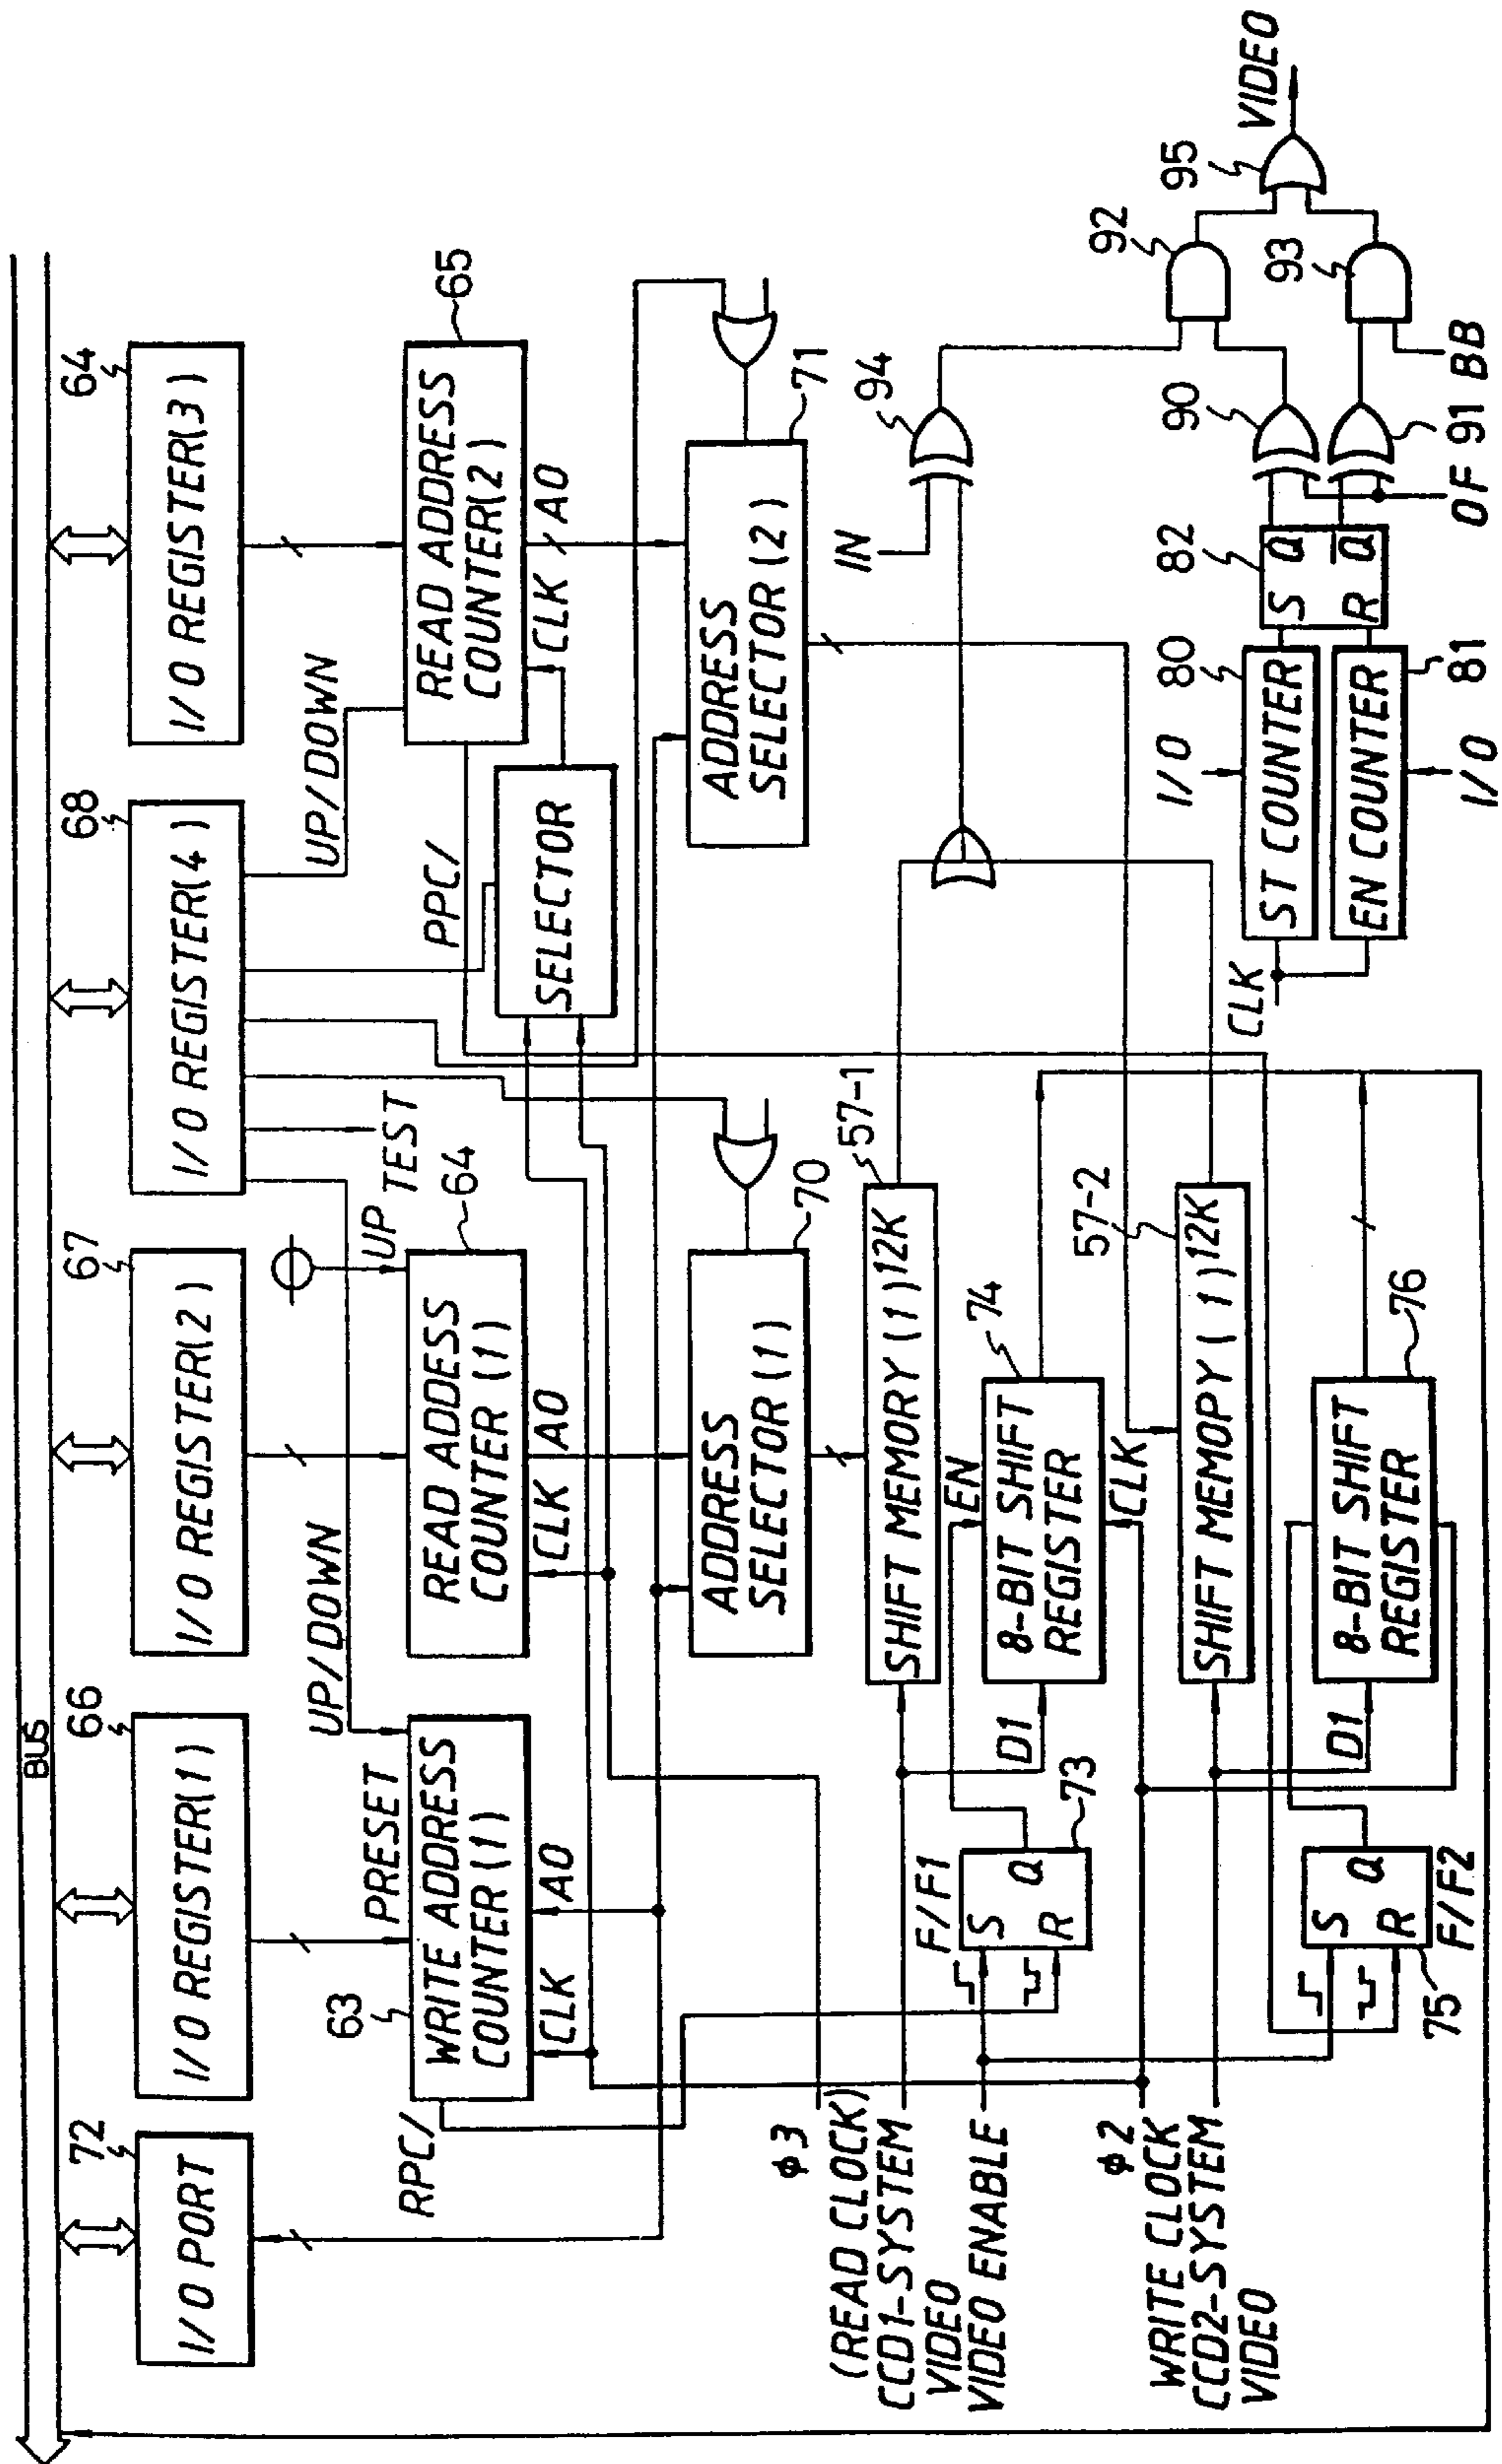 BUS
72
I/O PORT
66
I/O REGISTER(1)
67
I/O REGISTER(2)
68
I/O REGISTER(4)
64
I/O REGISTER(3)
PRESET
UP/DOWN
UP
TEST
UP/DOWN
RPC/
63
WRITE ADDRESS
COUNTER(1)
CLK
A0
64
READ ADDESS
COUNTER(1)
CLK
A0
PPC/
SELECTOR
65
READ ADDRESS
COUNTER(2)
CLK
A0
70
ADDRESS
SELECTOR(1)
71
ADDRESS
SELECTOR(2)
φ3
(READ CLOCK)
CCD1-SYSTEM
VIDEO
VIDEO ENABLE
φ2
WRITE CLOCK
CCD2-SYSTEM
VIDEO
57-1
SHIFT MEMORY(1)12K
F/F1
S Q
R
73
D1
EN
74
8-BIT SHIFT
REGISTER
CLK
57-2
SHIFT MEMOPY(1)12K
75
S Q
R
F/F2
D1
76
8-BIT SHIFT
REGISTER
IN
94
CLK
I/O
80
ST COUNTER
EN COUNTER
81
I/O
82
S Q
R Q
90
91
OF
BB
92
93
95
VIDEO